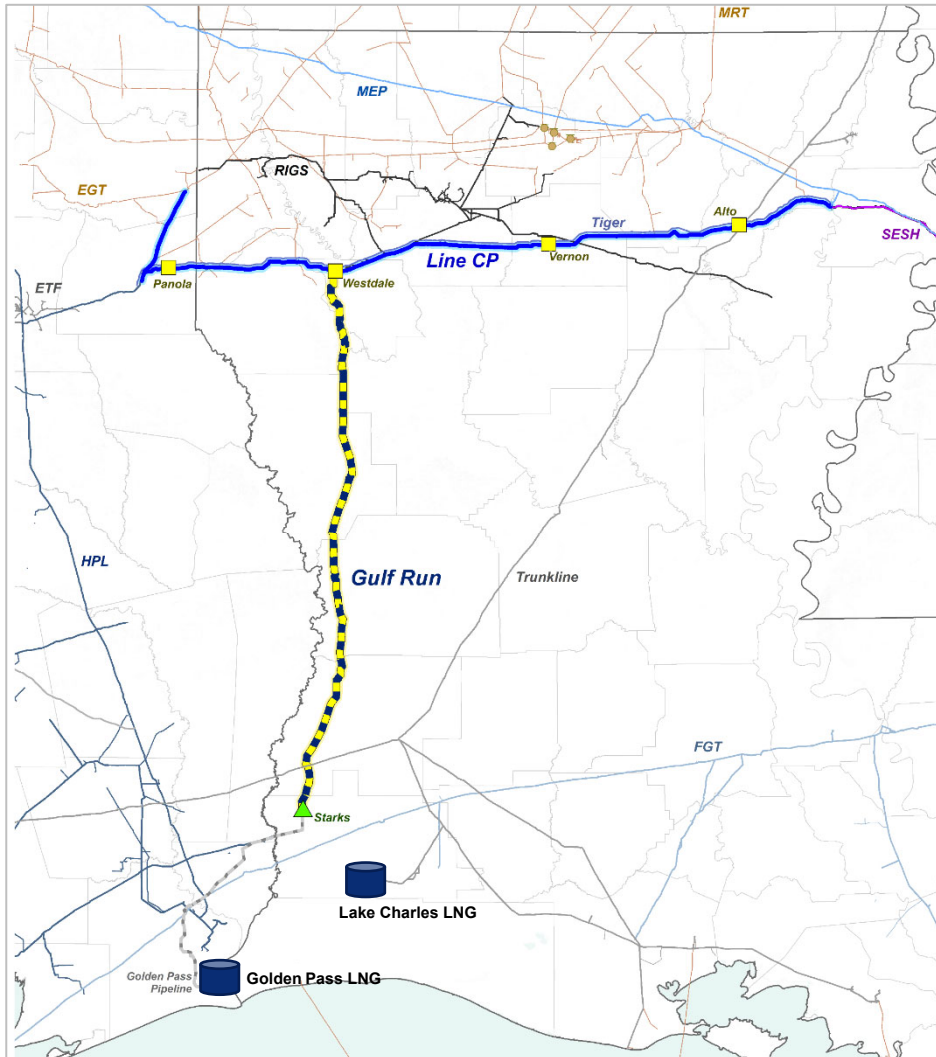 MRT
MEP
RIGS
EGT
Alto
Tiger
SESH
Line CP
Vernon
Panola
Westdale
ETF
HPL
Gulf Run
Trunkline
FGT
Starks
Lake Charles LNG
Golden Pass
Pipeline
Golden Pass LNG